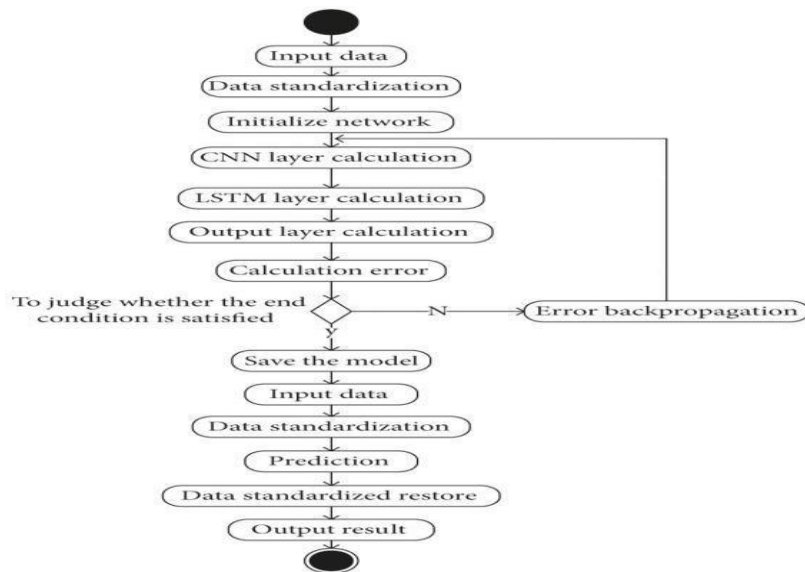 Input data
Data standardization
Initialize network
CNN layer calculation
LSTM layer calculation
Output layer calculation
Calculation error
To judge whether the end
condition is satisfied
N
Error backpropagation
y
Save the model
Input data
Data standardization
Prediction
Data standardized restore
Output result